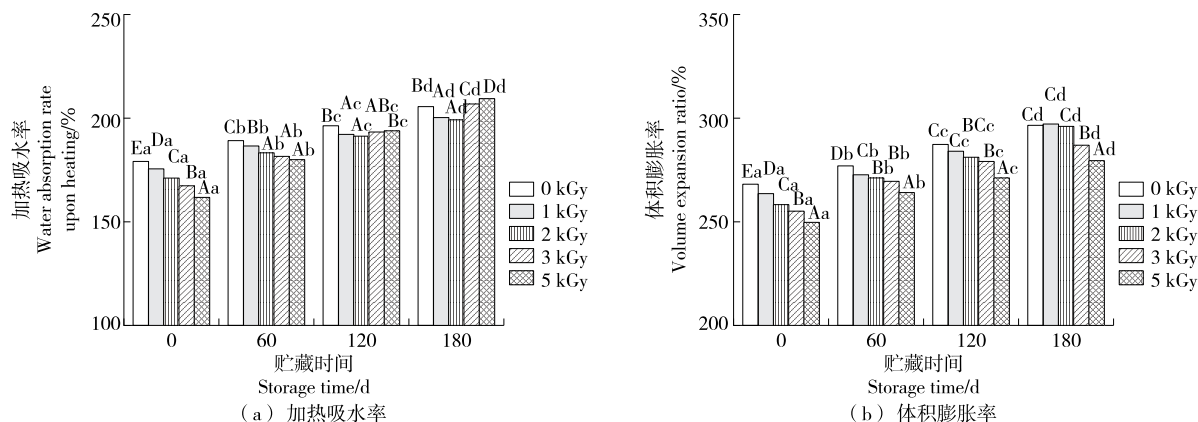 250
200
150
100
加热吸水率
Water absorption rate
upon heating/%
Ea
Da
Ca
Ba
Aa
Cb
Bb
Ab
Ab
Ab
Bc
Ac
Ac
ABc
Bc
Bd
Ad
Ad
Cd
Dd
0 kGy
1 kGy
2 kGy
3 kGy
5 kGy
0 60 120 180
贮藏时间
Storage time/d
（a）加热吸水率
350
300
250
200
体积膨胀率
Volume expansion ratio/%
Ea
Da
Ca
Ba
Aa
Db
Cb
Bb
Bb
Ab
Cc
Cc
BCc
Bc
Ac
Cd
Cd
Cd
Bd
Ad
0 kGy
1 kGy
2 kGy
3 kGy
5 kGy
0 60 120 180
贮藏时间
Storage time/d
（b）体积膨胀率